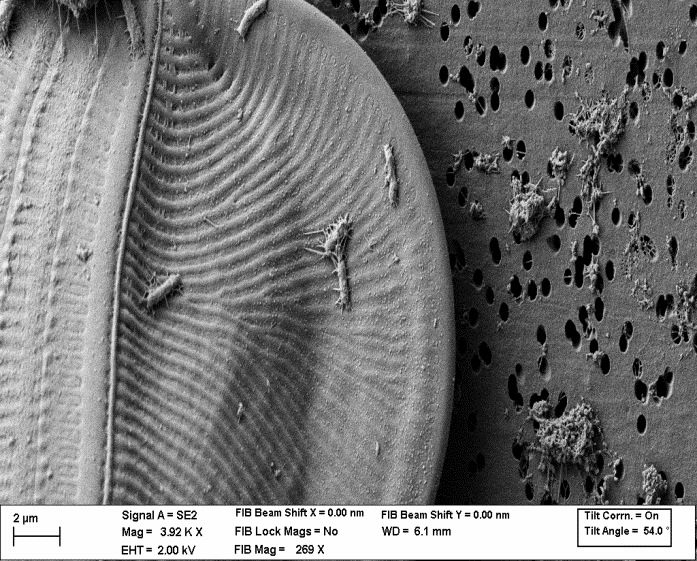 2 µm
Signal A = SE2
Mag = 3.92 K X
EHT = 2.00 kV
FIB Beam Shift X = 0.00 nm
FIB Lock Mags = No
FIB Mag = 269 X
FIB Beam Shift Y = 0.00 nm
WD = 6.1 mm
Tilt Corrn. = On
Tilt Angle = 54.0 °